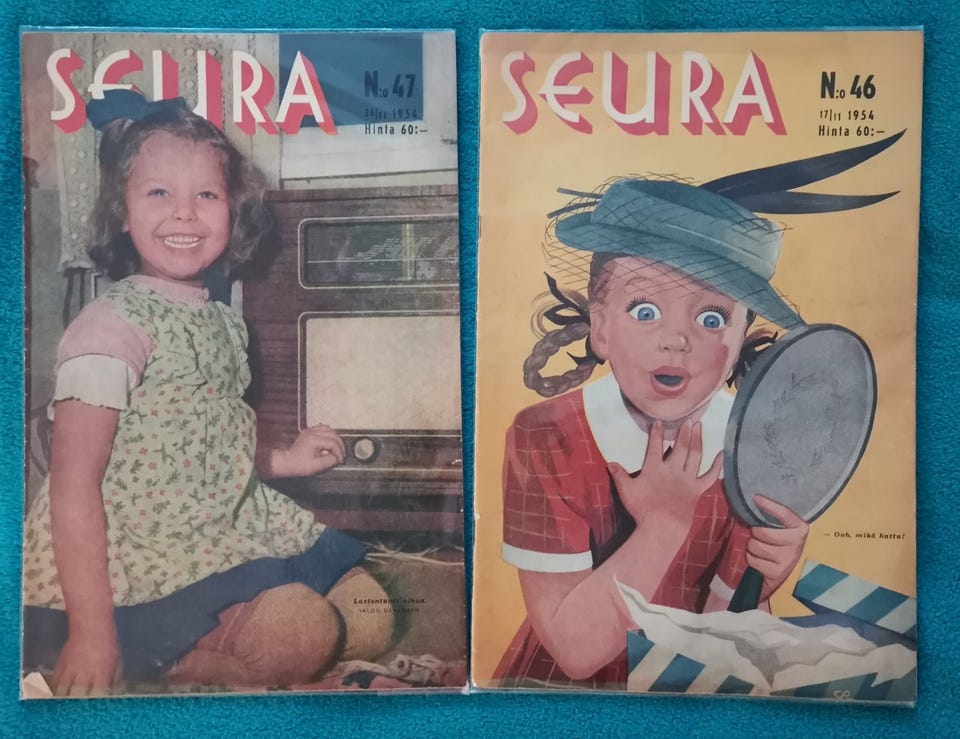 SEURA
N:o 47
24/11 1954
Hinta 60:—
Lastentunti alkaa.
SEURA
N:o 46
17/11 1954
Hinta 60:—
— Ooh, mikä hattu!